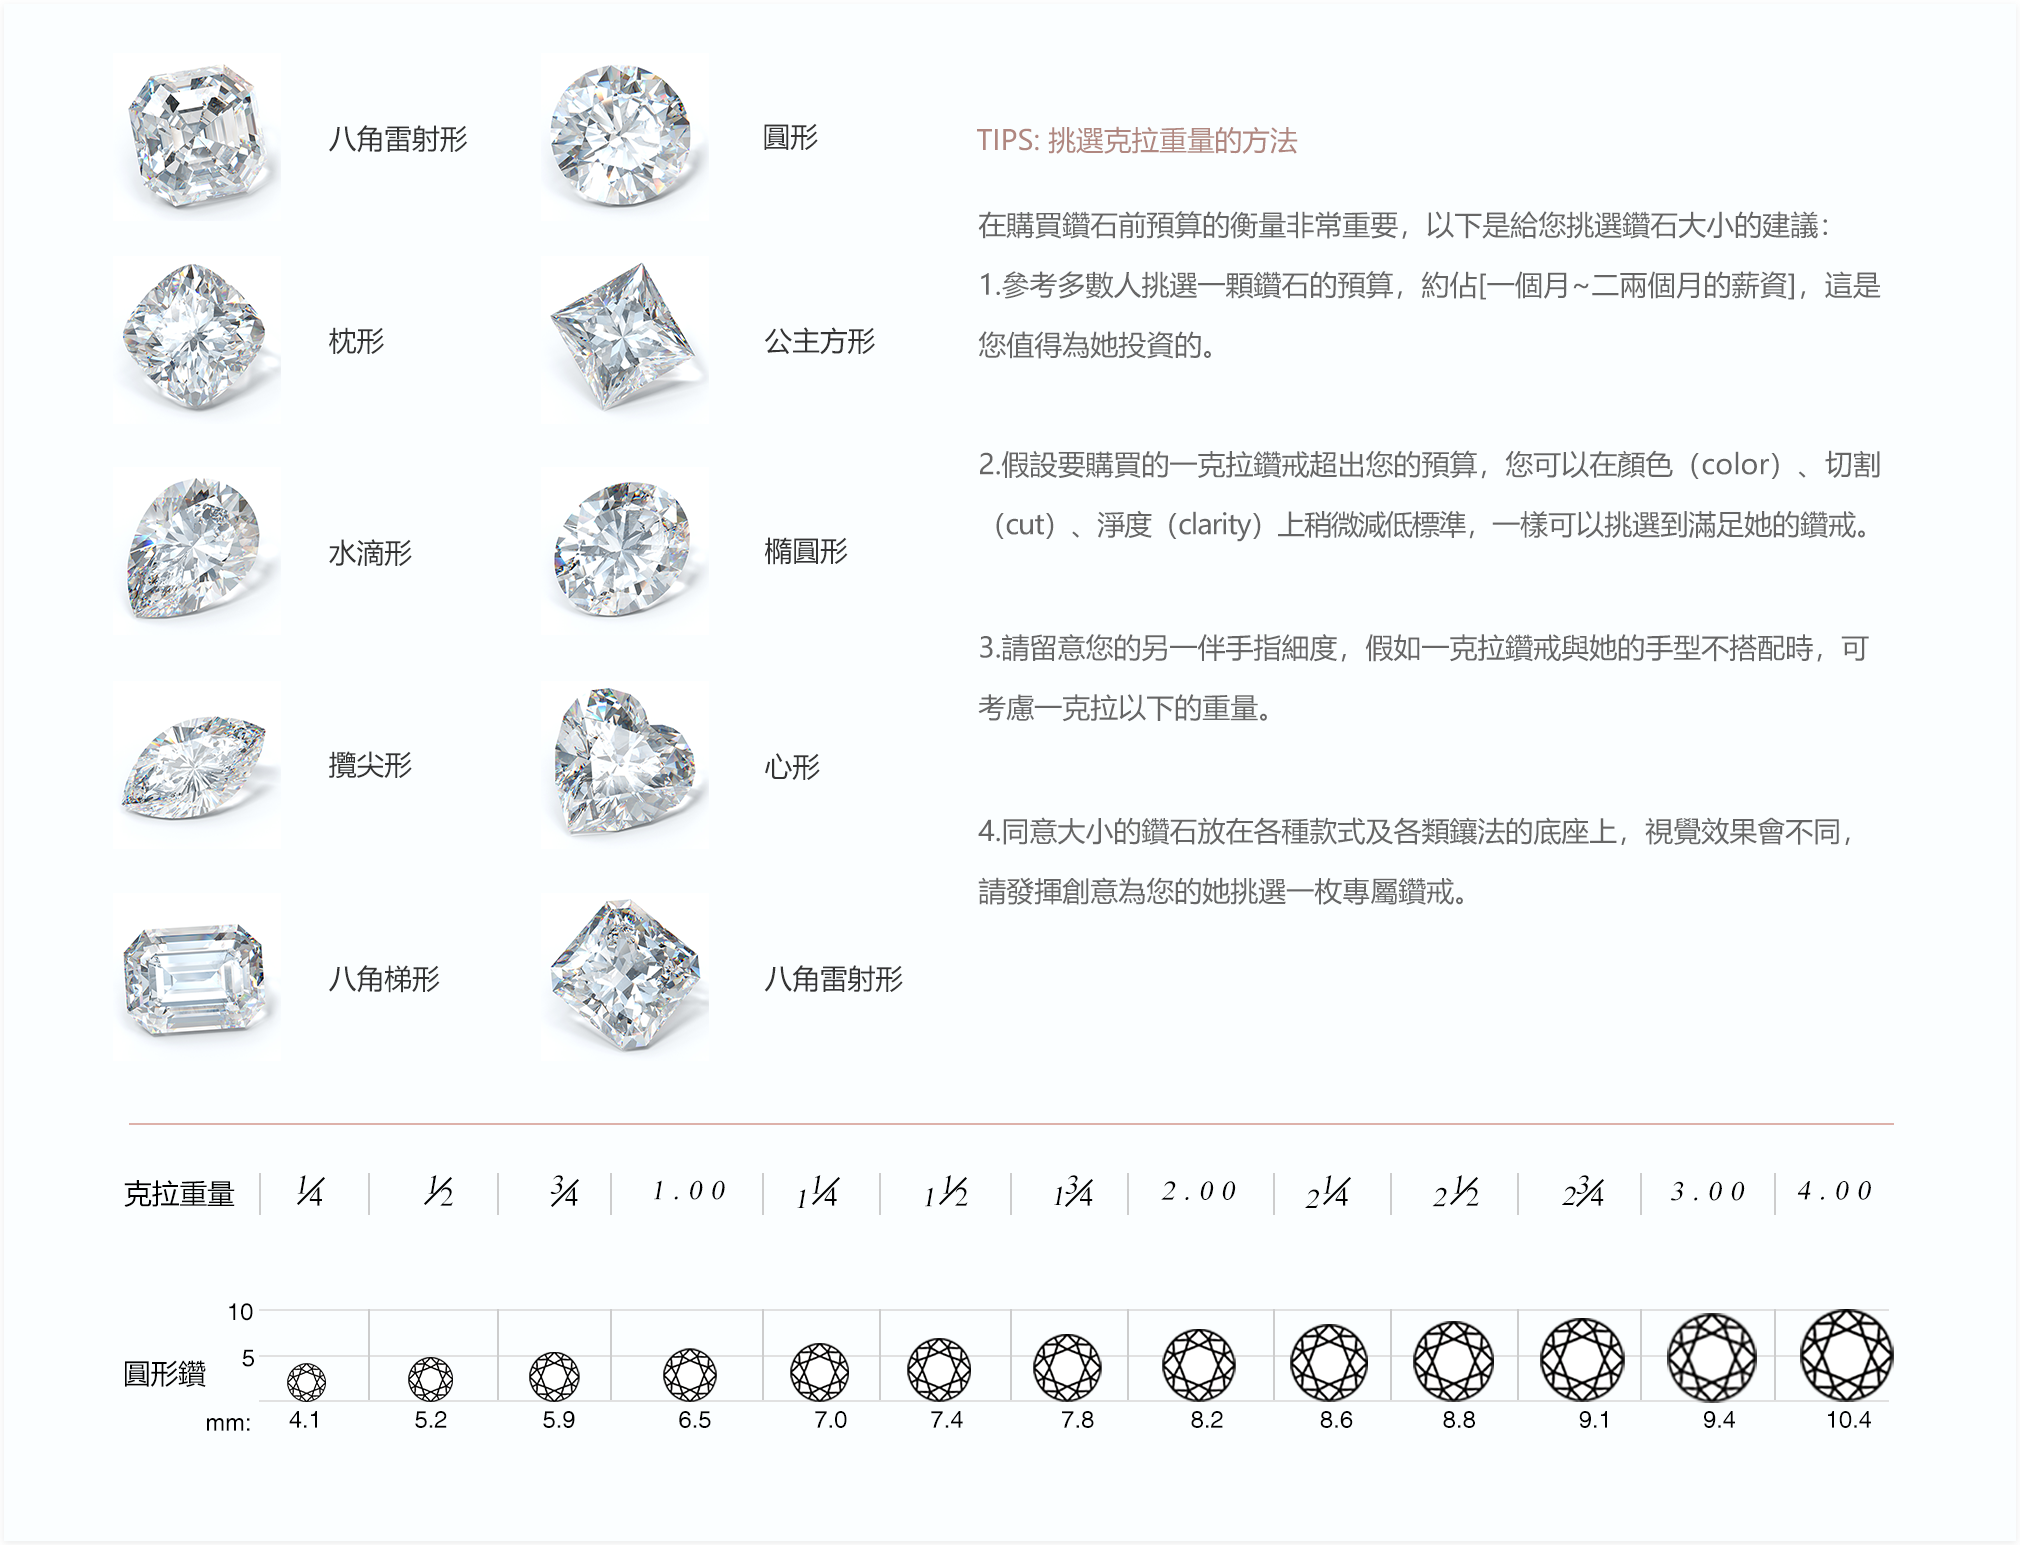 八角雷射形
圓形
枕形
公主方形
水滴形
橢圓形
攬尖形
心形
八角梯形
八角雷射形
TIPS: 挑選克拉重量的方法
在購買鑽石前預算的衡量非常重要，以下是給您挑選鑽石大小的建議：
1.參考多數人挑選一顆鑽石的預算，約佔[一個月~二兩個月的薪資]，這是
您值得為她投資的。
2.假設要購買的一克拉鑽戒超出您的預算，您可以在顏色（color）、切割
（cut）、淨度（clarity）上稍微減低標準，一樣可以挑選到滿足她的鑽戒。
3.請留意您的另一伴手指細度，假如一克拉鑽戒與她的手型不搭配時，可
考慮一克拉以下的重量。
4.同意大小的鑽石放在各種款式及各類鑲法的底座上，視覺效果會不同，
請發揮創意為您的她挑選一枚專屬鑽戒。
克拉重量 1/4 1/2 3/4 1.00 1 1/4 1 1/2 1 3/4 2.00 2 1/4 2 1/2 2 3/4 3.00 4.00
10
5
圓形鑽
mm: 4.1 5.2 5.9 6.5 7.0 7.4 7.8 8.2 8.6 8.8 9.1 9.4 10.4